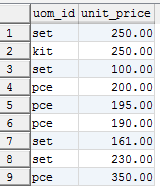 uom_id unit_price
1 set 250.00
2 kit 250.00
3 set 100.00
4 pce 200.00
5 pce 195.00
6 pce 190.00
7 set 161.00
8 set 230.00
9 pce 350.00